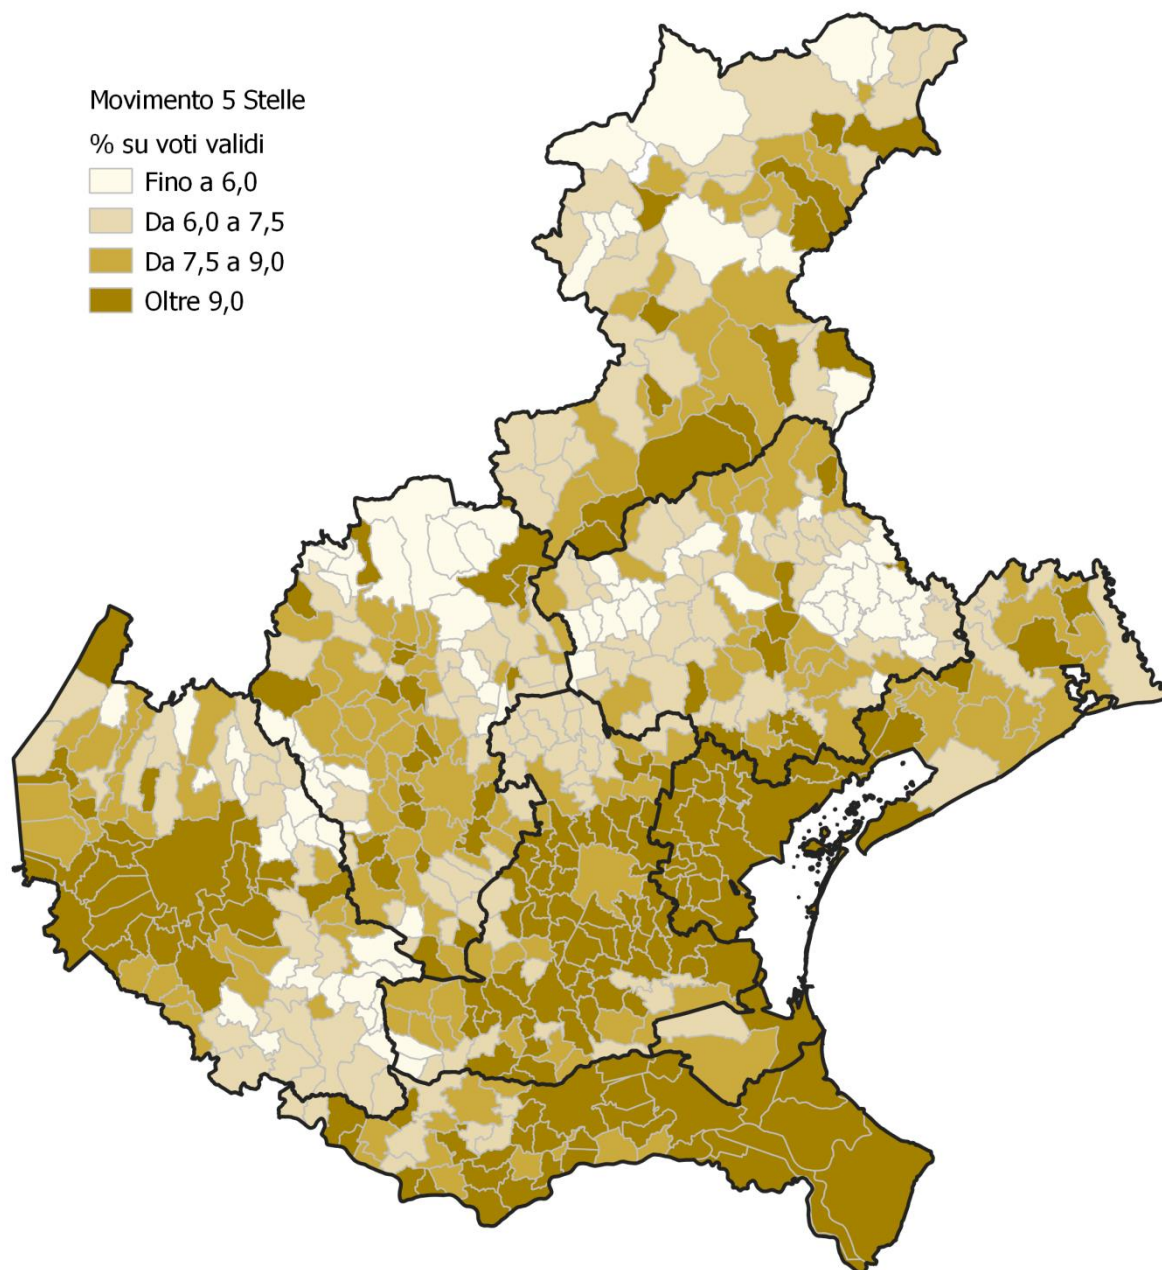 Movimento 5 Stelle
% su voti validi
Fino a 6,0
Da 6,0 a 7,5
Da 7,5 a 9,0
Oltre 9,0